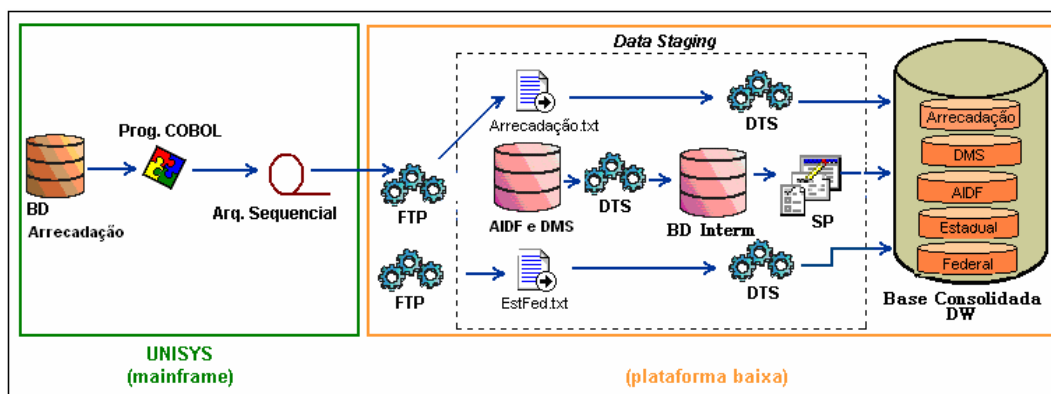 Data Staging
Prog. COBOL
BD
Arrecadação
Arq. Sequencial
FTP
Arrecadação.txt
DTS
AIDF e DMS
DTS
BD Interm
SP
FTP
EstFed.txt
DTS
Arrecadação
DMS
AIDF
Estadual
Federal
Base Consolidada
DW
UNISYS
(mainframe)
(plataforma baixa)